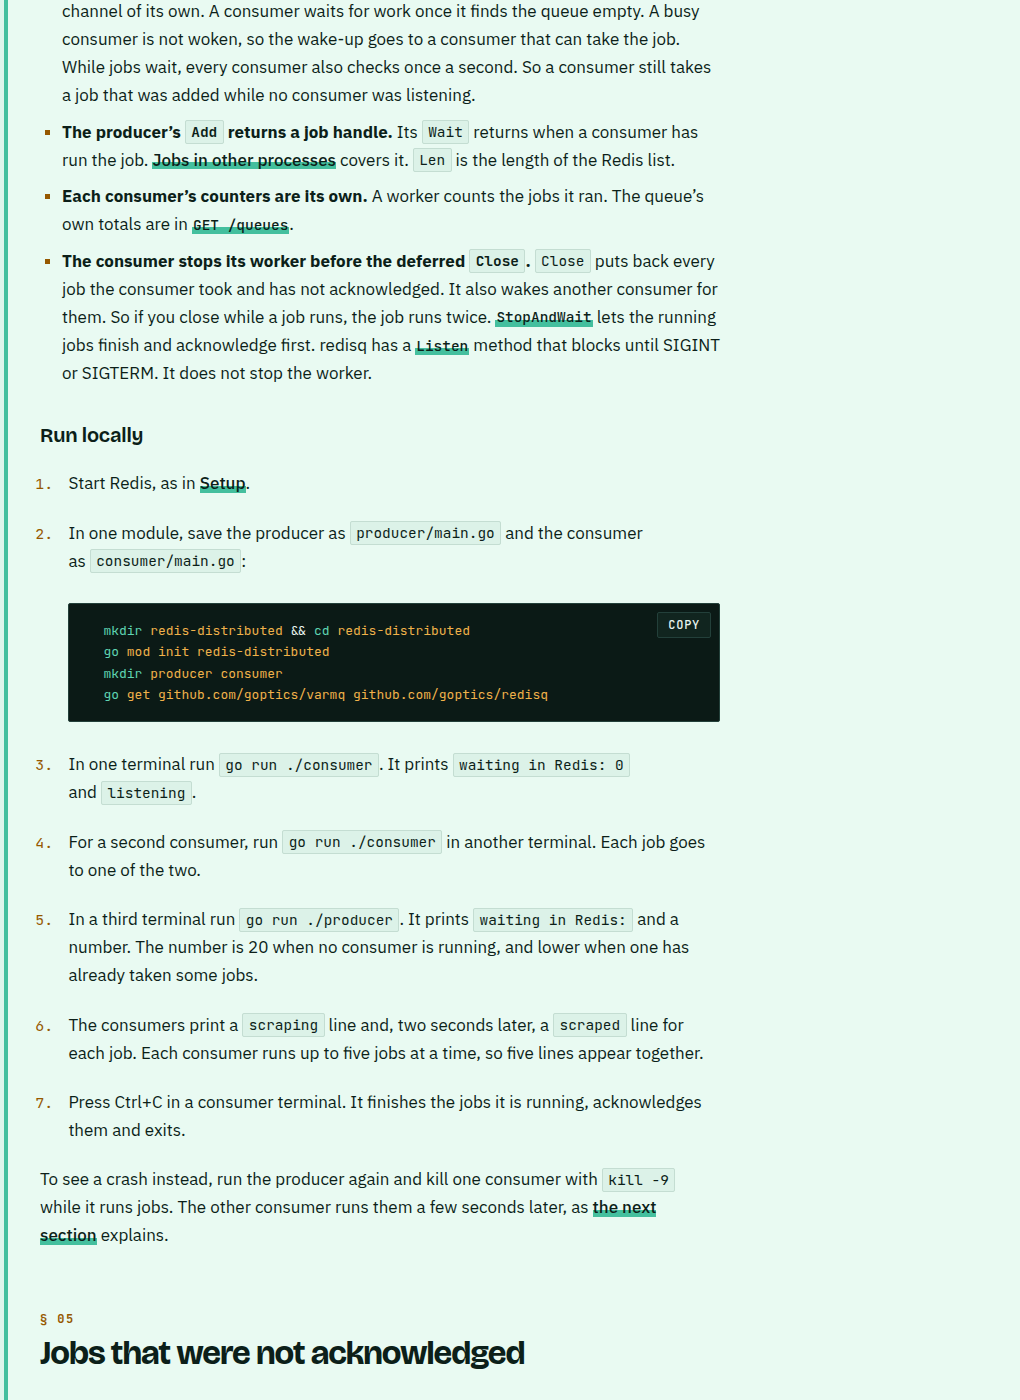 channel of its own. A consumer waits for work once it finds the queue empty. A busy
consumer is not woken, so the wake-up goes to a consumer that can take the job.
While jobs wait, every consumer also checks once a second. So a consumer still takes
a job that was added while no consumer was listening.
The producer’s Add returns a job handle. Its Wait returns when a consumer has
run the job. Jobs in other processes covers it. Len is the length of the Redis list.
Each consumer’s counters are its own. A worker counts the jobs it ran. The queue’s
own totals are in GET /queues.
The consumer stops its worker before the deferred Close. Close puts back every
job the consumer took and has not acknowledged. It also wakes another consumer for
them. So if you close while a job runs, the job runs twice. StopAndWait lets the running
jobs finish and acknowledge first. redisq has a Listen method that blocks until SIGINT
or SIGTERM. It does not stop the worker.
Run locally
1. Start Redis, as in Setup.
2. In one module, save the producer as producer/main.go and the consumer
as consumer/main.go:
COPY
mkdir redis-distributed && cd redis-distributed
go mod init redis-distributed
mkdir producer consumer
go get github.com/goptics/varmq github.com/goptics/redisq
3. In one terminal run go run ./consumer. It prints waiting in Redis: 0
and listening.
4. For a second consumer, run go run ./consumer in another terminal. Each job goes
to one of the two.
5. In a third terminal run go run ./producer. It prints waiting in Redis: and a
number. The number is 20 when no consumer is running, and lower when one has
already taken some jobs.
6. The consumers print a scraping line and, two seconds later, a scraped line for
each job. Each consumer runs up to five jobs at a time, so five lines appear together.
7. Press Ctrl+C in a consumer terminal. It finishes the jobs it is running, acknowledges
them and exits.
To see a crash instead, run the producer again and kill one consumer with kill -9
while it runs jobs. The other consumer runs them a few seconds later, as the next
section explains.
§ 05
Jobs that were not acknowledged